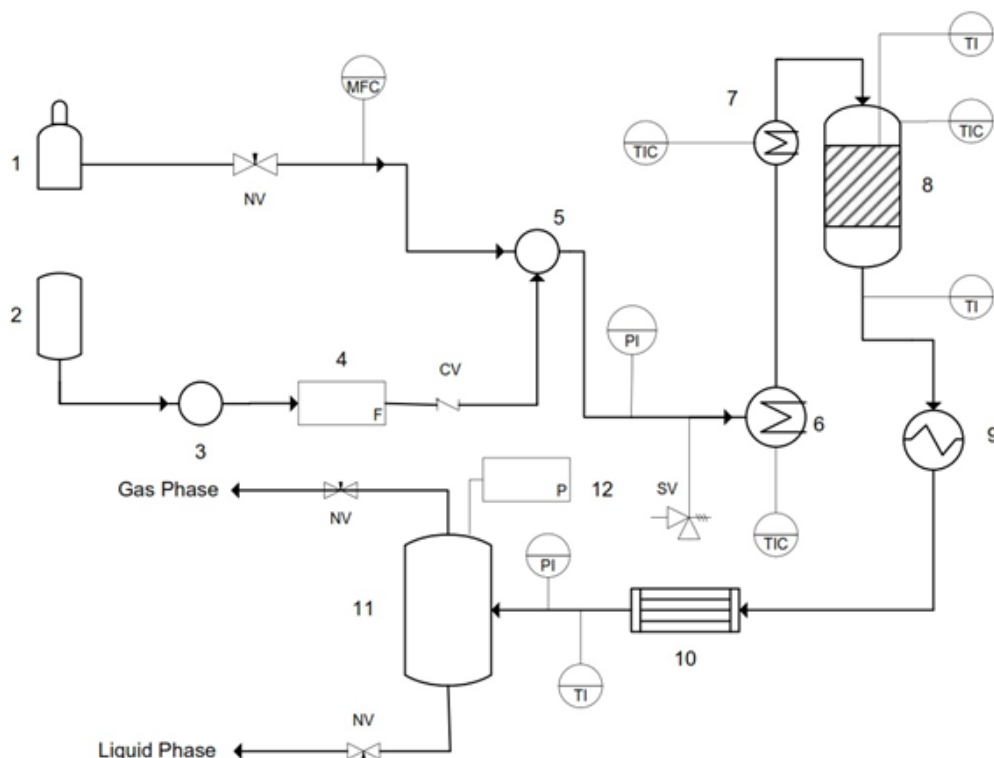 TI
MFC
7
TIC
TIC
1
8
NV
5
2
PI
TI
4
CV
F
6
9
3
Gas Phase
P
12
SV
NV
TIC
PI
11
10
TI
NV
Liquid Phase